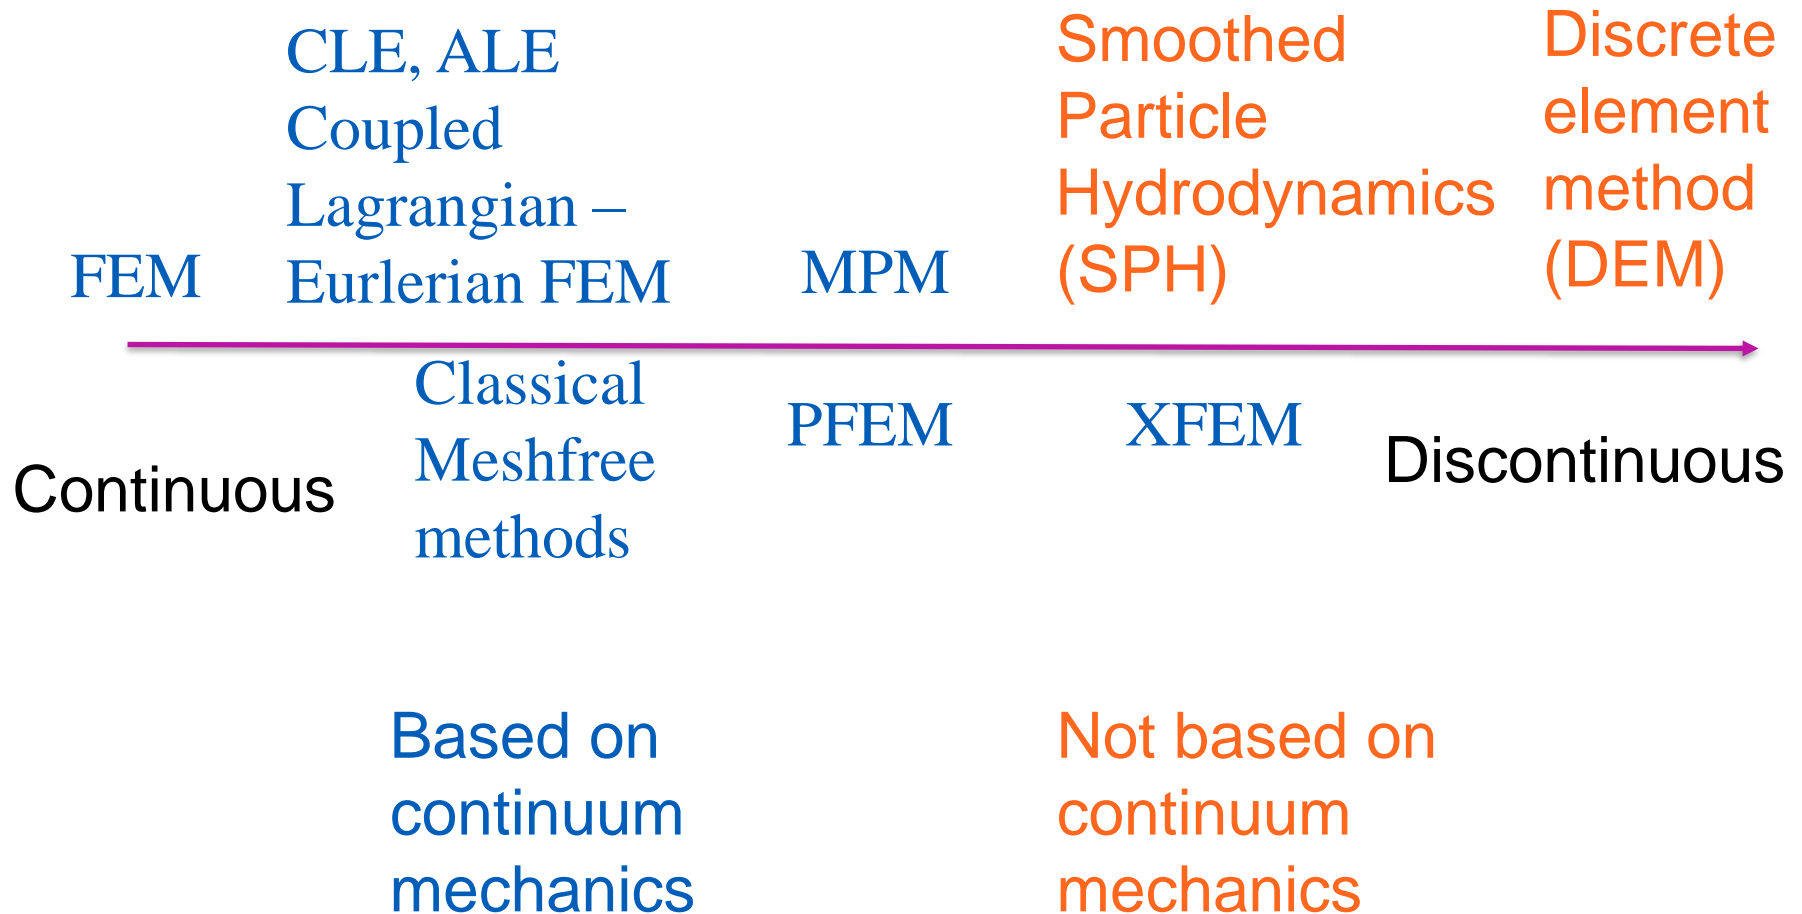 FEM
CLE, ALE
Coupled
Lagrangian –
Eurlerian FEM
MPM
Smoothed
Particle
Hydrodynamics
(SPH)
Discrete
element
method
(DEM)
Continuous
Classical
Meshfree
methods
PFEM
XFEM
Discontinuous
Based on
continuum
mechanics
Not based on
continuum
mechanics